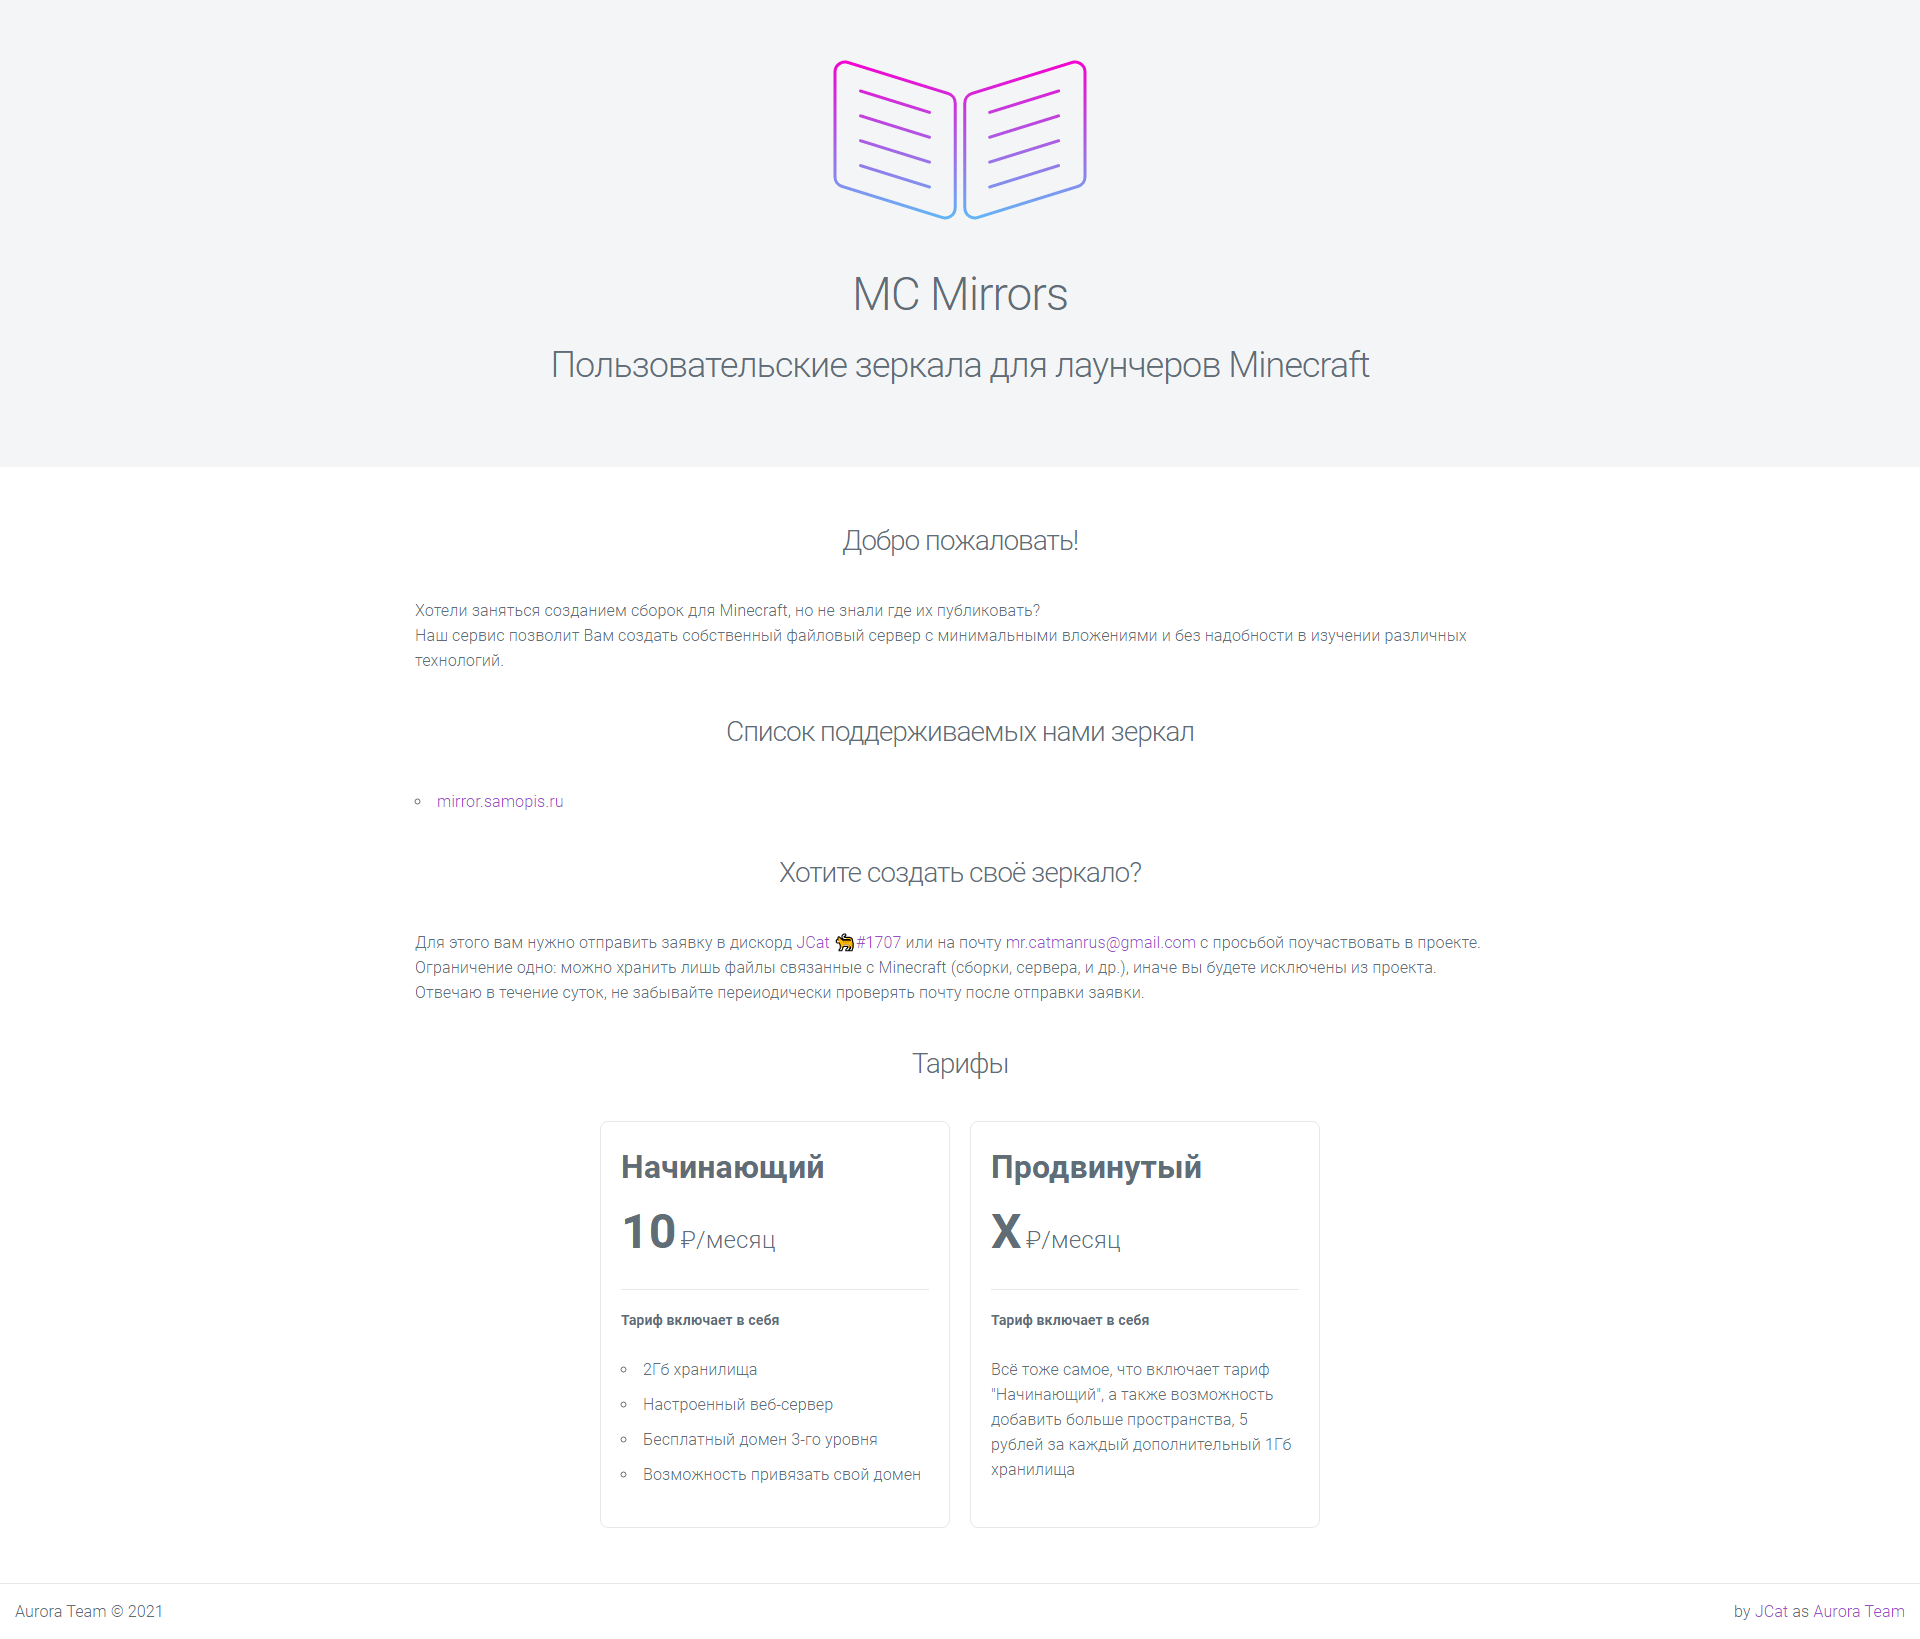 MC Mirrors
Пользовательские зеркала для лаунчеров Minecraft
Добро пожаловать!
Хотели заняться созданием сборок для Minecraft, но не знали где их публиковать?
Наш сервис позволит Вам создать собственный файловый сервер с минимальными вложениями и без надобности в изучении различных
технологий.
Список поддерживаемых нами зеркал
mirror.samopis.ru
Хотите создать своё зеркало?
Для этого вам нужно отправить заявку в дискорд JCat 🐈#1707 или на почту mr.catmanrus@gmail.com с просьбой поучаствовать в проекте.
Ограничение одно: можно хранить лишь файлы связанные с Minecraft (сборки, сервера, и др.), иначе вы будете исключены из проекта.
Отвечаю в течение суток, не забывайте переиодически проверять почту после отправки заявки.
Тарифы
Начинающий
10 ₽/месяц
Тариф включает в себя
2Гб хранилища
Настроенный веб-сервер
Бесплатный домен 3-го уровня
Возможность привязать свой домен
Продвинутый
X ₽/месяц
Тариф включает в себя
Всё тоже самое, что включает тариф
"Начинающий", а также возможность
добавить больше пространства, 5
рублей за каждый дополнительный 1Гб
хранилища
Aurora Team © 2021
by JCat as Aurora Team